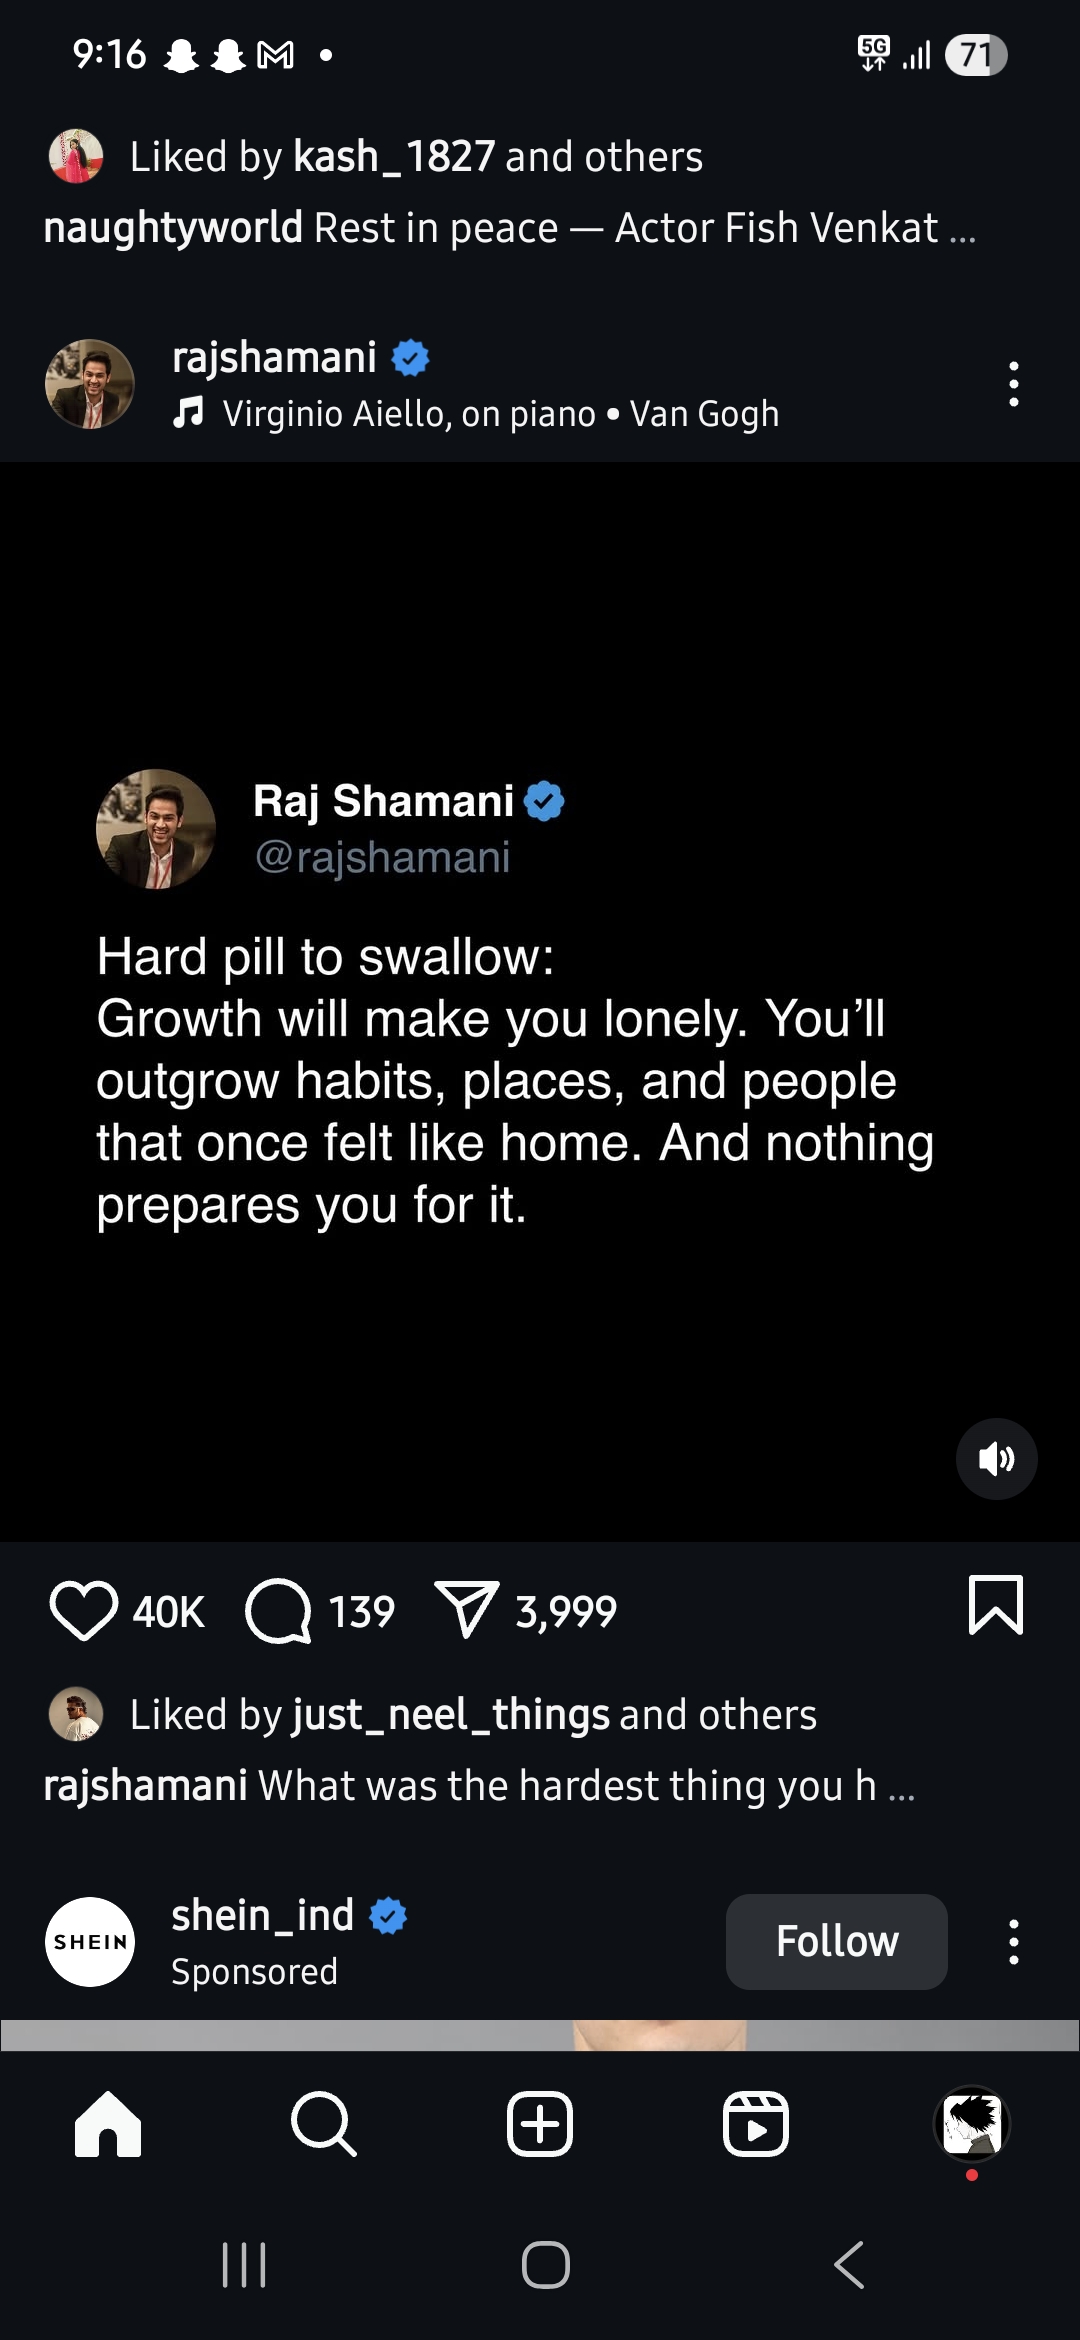 9:16
5G
71
Liked by kash_1827 and others
naughtyworld Rest in peace — Actor Fish Venkat ...
rajshamani
Virginio Aiello, on piano • Van Gogh
Raj Shamani
@rajshamani
Hard pill to swallow:
Growth will make you lonely. You’ll
outgrow habits, places, and people
that once felt like home. And nothing
prepares you for it.
40K 139 3,999
Liked by just_neel_things and others
rajshamani What was the hardest thing you h ...
SHEIN
shein_ind
Sponsored
Follow